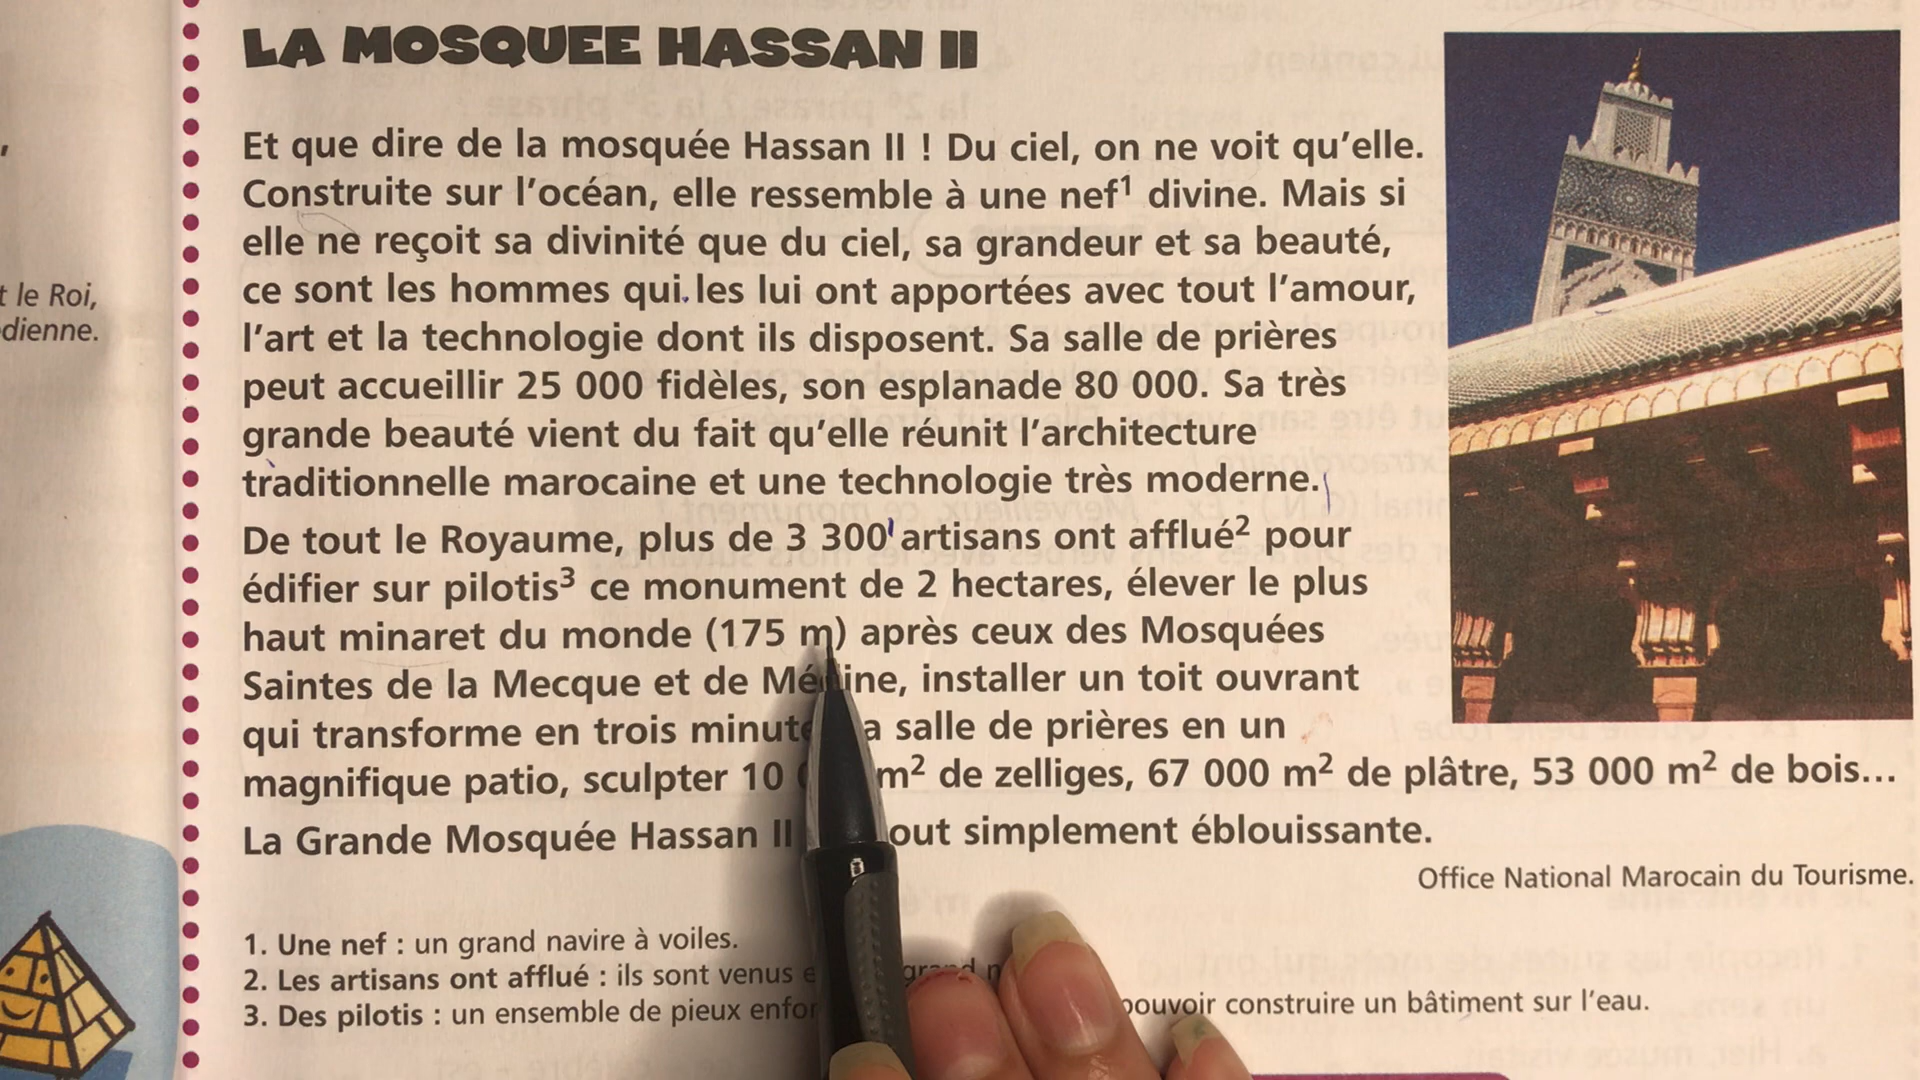 LA MOSQUEE HASSAN II
Et que dire de la mosquée Hassan II ! Du ciel, on ne voit qu'elle.
Construite sur l'océan, elle ressemble à une nef¹ divine. Mais si
elle ne reçoit sa divinité que du ciel, sa grandeur et sa beauté,
ce sont les hommes qui les lui ont apportées avec tout l'amour,
l'art et la technologie dont ils disposent. Sa salle de prières
peut accueillir 25 000 fidèles, son esplanade 80 000. Sa très
grande beauté vient du fait qu'elle réunit l'architecture
traditionnelle marocaine et une technologie très moderne.
De tout le Royaume, plus de 3 300 artisans ont afflué² pour
édifier sur pilotis³ ce monument de 2 hectares, élever le plus
haut minaret du monde (175 m) après ceux des Mosquées
Saintes de la Mecque et de Médine, installer un toit ouvrant
qui transforme en trois minutes salle de prières en un
magnifique patio, sculpter 10 m² de zelliges, 67 000 m² de plâtre, 53 000 m² de bois...
La Grande Mosquée Hassan II tout simplement éblouissante.
Office National Marocain du Tourisme.
1. Une nef : un grand navire à voiles.
2. Les artisans ont afflué : ils sont venus grand
3. Des pilotis : un ensemble de pieux pouvoir construire un bâtiment sur l'eau.
t le Roi,
dienne.